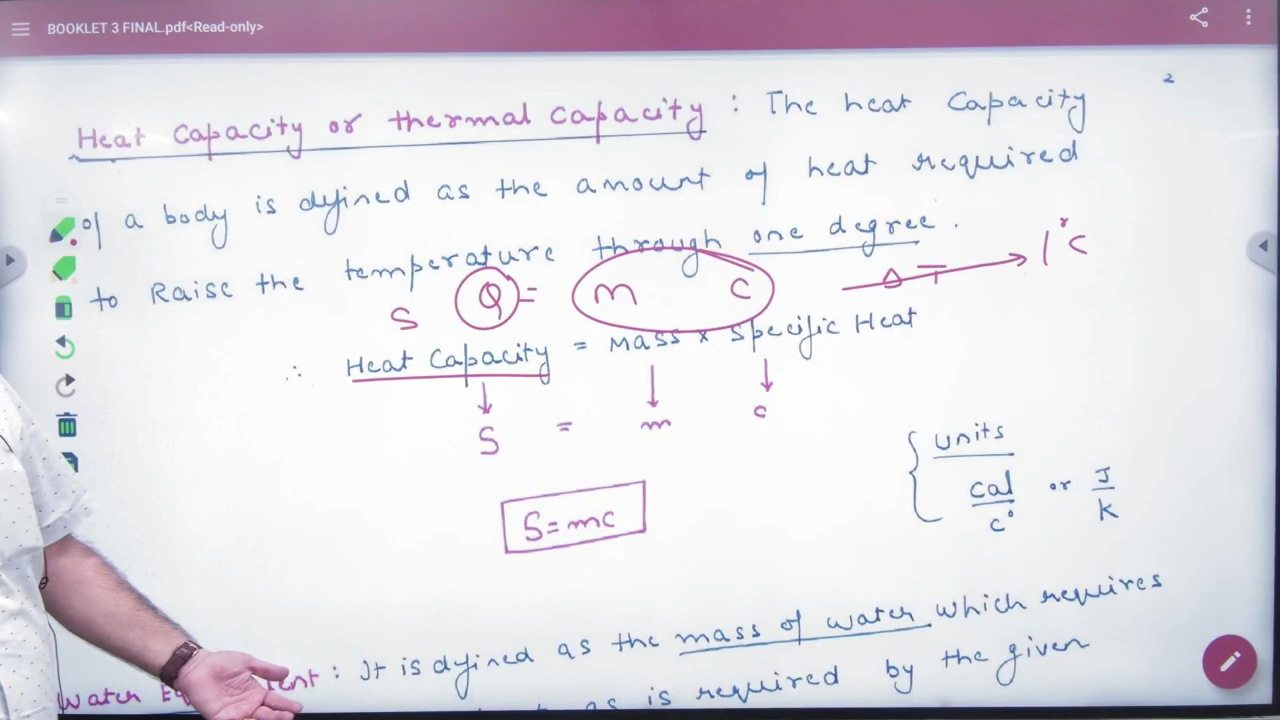 BOOKLET 3 FINAL.pdf<Read-only>
2
Heat Capacity or thermal Capacity : The heat Capacity
of a body is defined as the amount of heat required
to Raise the temperature through one degree.
S Q = m c ΔT → 1°C
∴ Heat Capacity = Mass x Specific Heat
S = m c
S=mc
units
cal/c° or J/K
: It is defined as the mass of water which requires
Water
as is required by the given